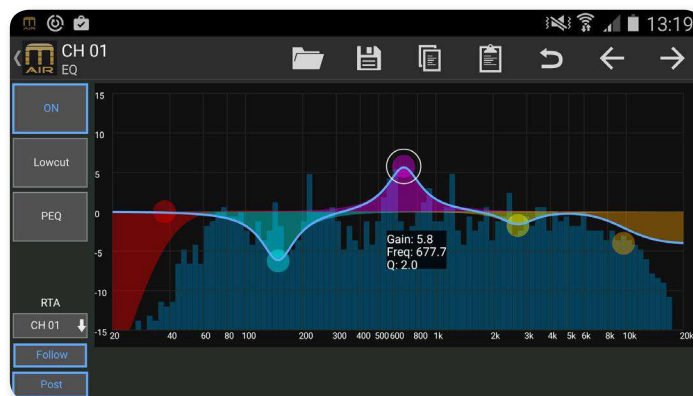 13:19
M AIR
CH 01
EQ
ON
Lowcut
PEQ
RTA
CH 01
Follow
Post
15
10
5
0
-5
-10
-15
Gain: 5.8
Freq: 677.7
Q: 2.0
20 40 60 80 100 200 300 400 500 600 800 1k 2k 3k 4k 5k 6k 8k 10k 20k